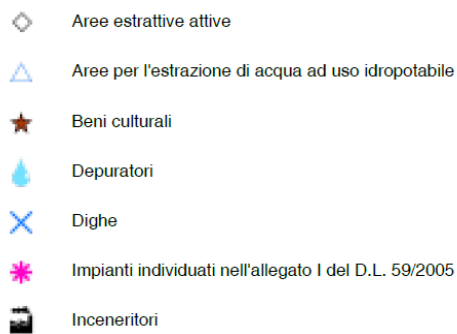 Aree estrattive attive
Aree per l'estrazione di acqua ad uso idropotabile
Beni culturali
Depuratori
Dighe
Impianti individuati nell'allegato I del D.L. 59/2005
Inceneritori